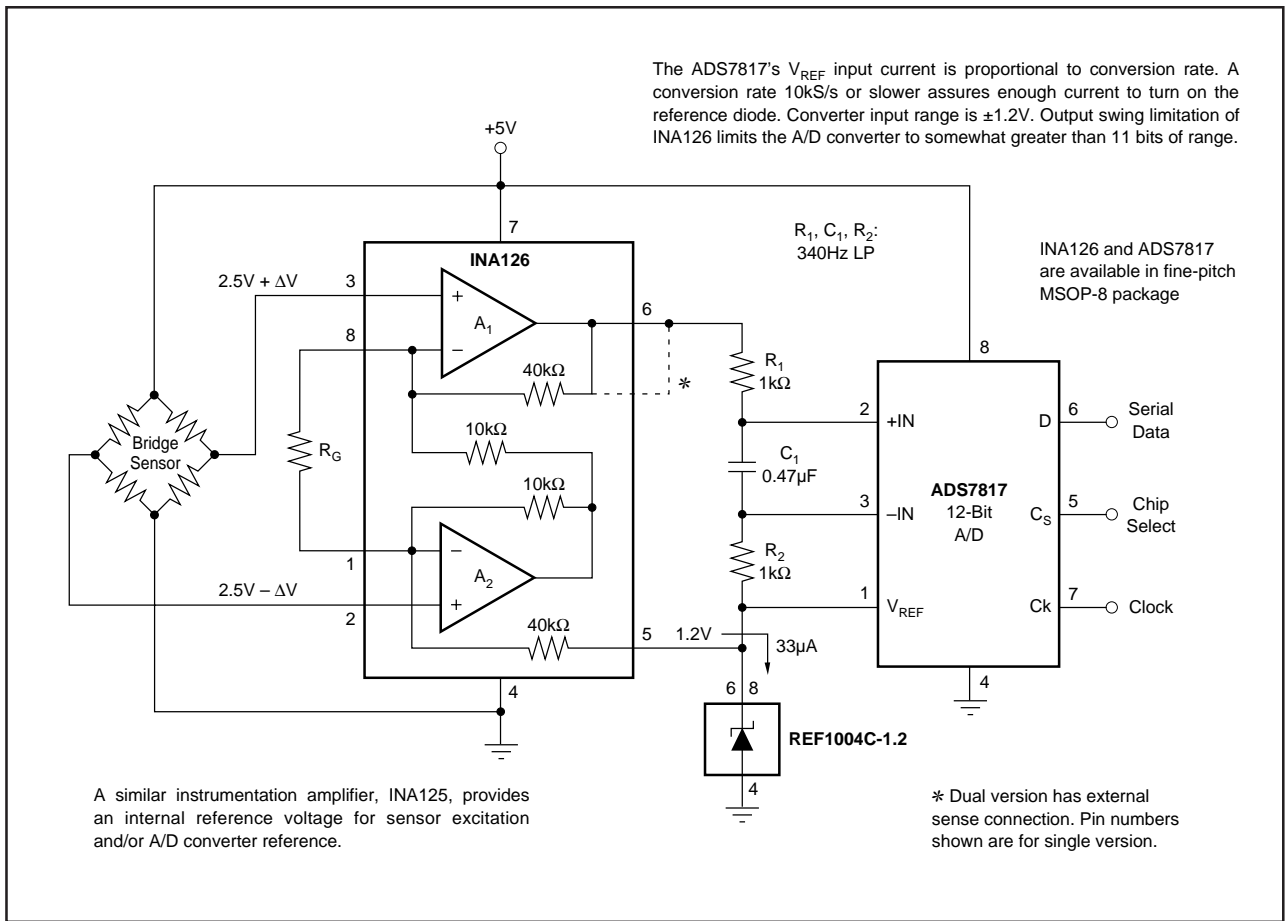 The ADS7817's VREF input current is proportional to conversion rate. A
conversion rate 10kS/s or slower assures enough current to turn on the
reference diode. Converter input range is ±1.2V. Output swing limitation of
INA126 limits the A/D converter to somewhat greater than 11 bits of range.
+5V
7
R1, C1, R2:
340Hz LP
INA126 and ADS7817
are available in fine-pitch
MSOP-8 package
INA126
2.5V + ΔV
3
+
A1
–
6
8
40kΩ
*
10kΩ
10kΩ
RG
Bridge
Sensor
1
–
A2
+
2.5V – ΔV
2
40kΩ
5
4
R1
1kΩ
C1
0.47µF
R2
1kΩ
1.2V
33µA
8
2
+IN
D
6
Serial
Data
3
–IN
ADS7817
12-Bit
A/D
CS
5
Chip
Select
1
VREF
Ck
7
Clock
4
6 8
REF1004C-1.2
4
A similar instrumentation amplifier, INA125, provides
an internal reference voltage for sensor excitation
and/or A/D converter reference.
* Dual version has external
sense connection. Pin numbers
shown are for single version.